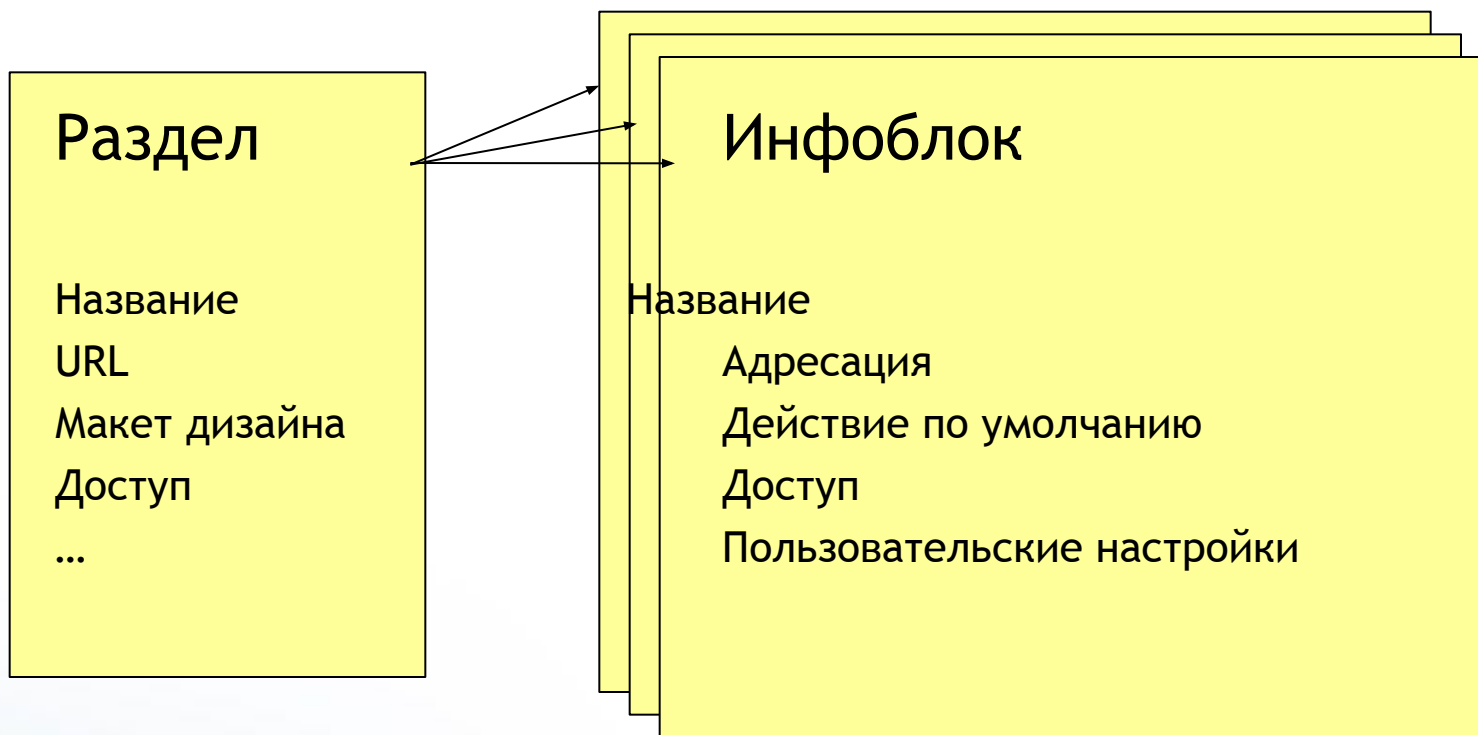 Раздел
Название
URL
Макет дизайна
Доступ
…
Инфоблок
Название
Адресация
Действие по умолчанию
Доступ
Пользовательские настройки